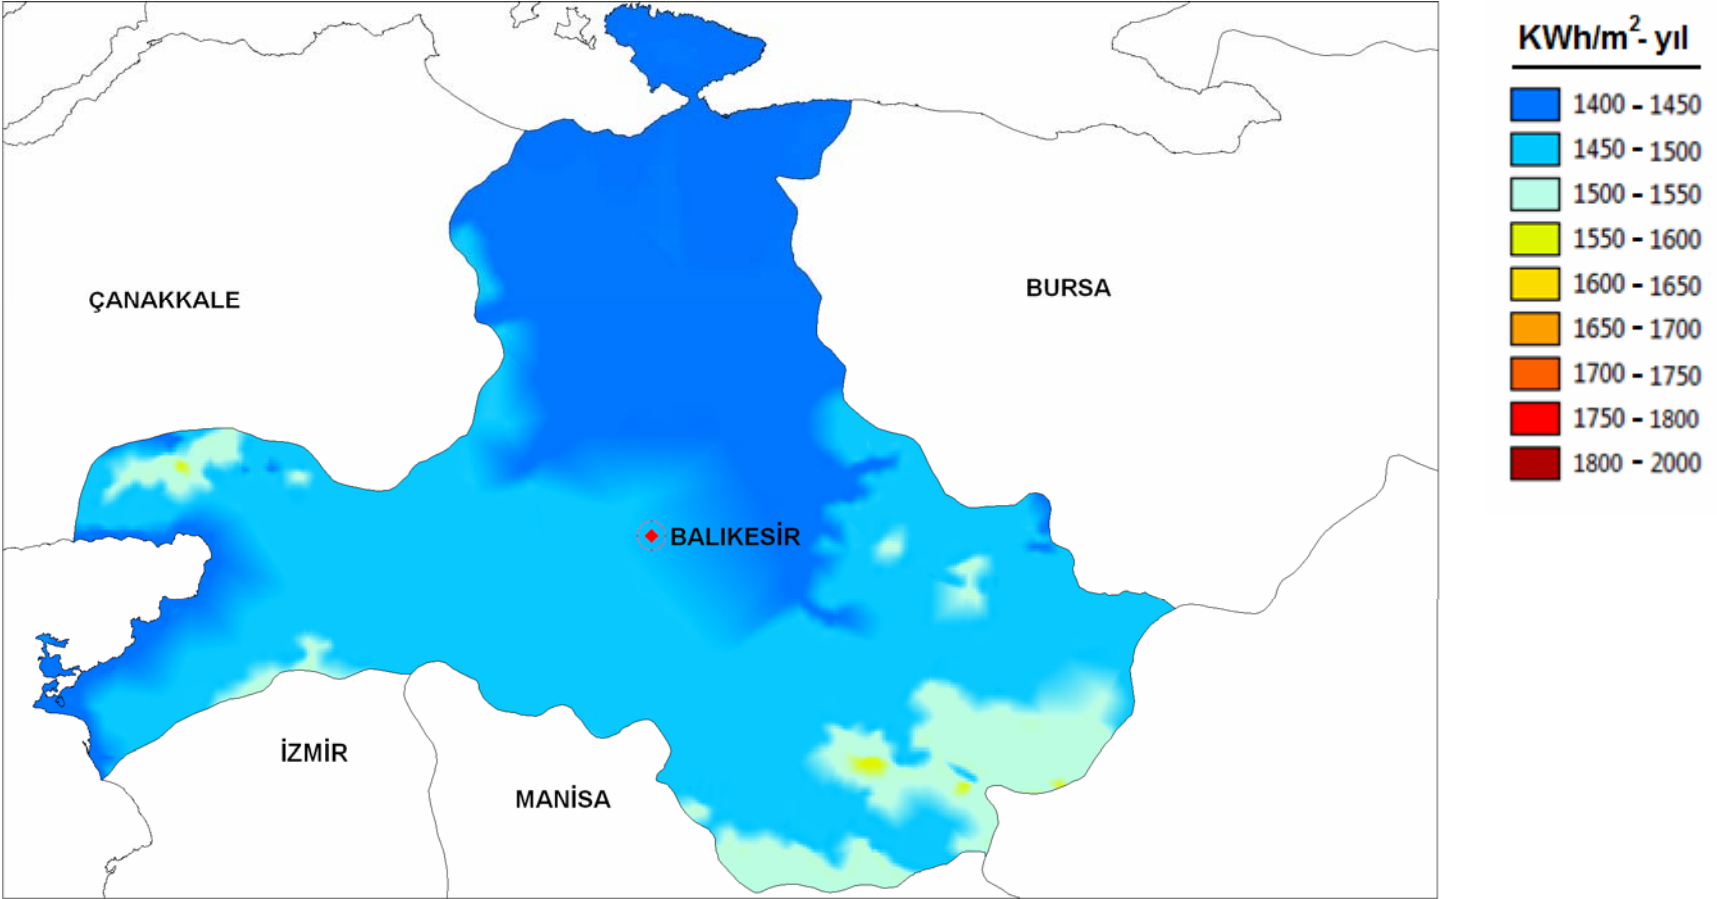 KWh/m²- yıl
1400 - 1450
1450 - 1500
1500 - 1550
1550 - 1600
1600 - 1650
1650 - 1700
1700 - 1750
1750 - 1800
1800 - 2000
ÇANAKKALE
BURSA
BALIKESİR
İZMİR
MANİSA